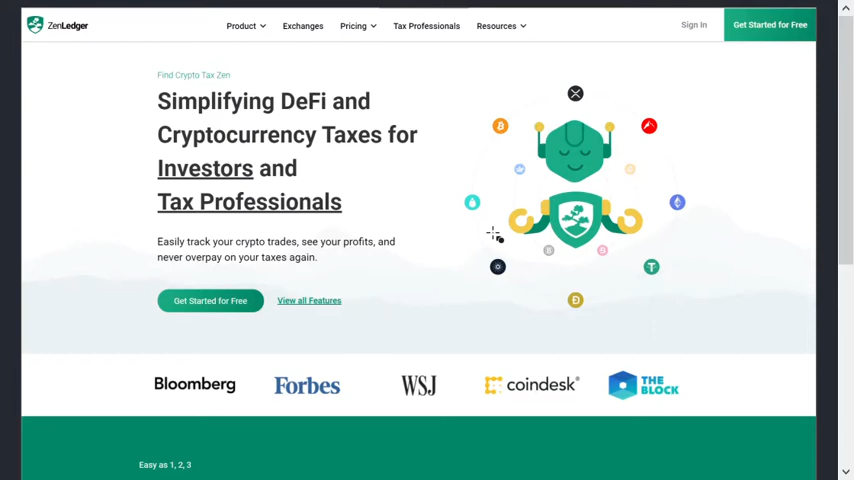 ZenLedger
Product Exchanges Pricing Tax Professionals Resources Sign In Get Started for Free
Find Crypto Tax Zen
Simplifying DeFi and
Cryptocurrency Taxes for
Investors and
Tax Professionals
Easily track your crypto trades, see your profits, and
never overpay on your taxes again.
Get Started for Free View all Features
Bloomberg Forbes WSJ coindesk THE BLOCK
Easy as 1, 2, 3